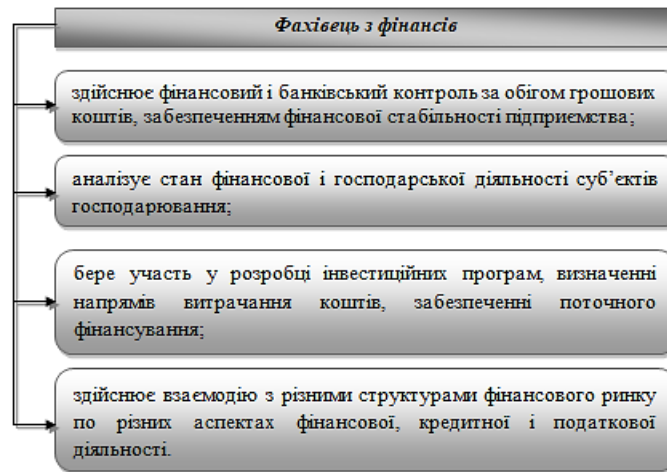 Фахівець з фінансів
здійснює фінансовий і банківський контроль за обігом грошових
коштів, забезпеченням фінансової стабільності підприємства;
аналізує стан фінансової і господарської діяльності суб’єктів
господарювання;
бере участь у розробці інвестиційних програм, визначенні
напрямів витрачання коштів, забезпеченні поточного
фінансування;
здійснює взаємодію з різними структурами фінансового ринку
по різних аспектах фінансової, кредитної і податкової
діяльності.